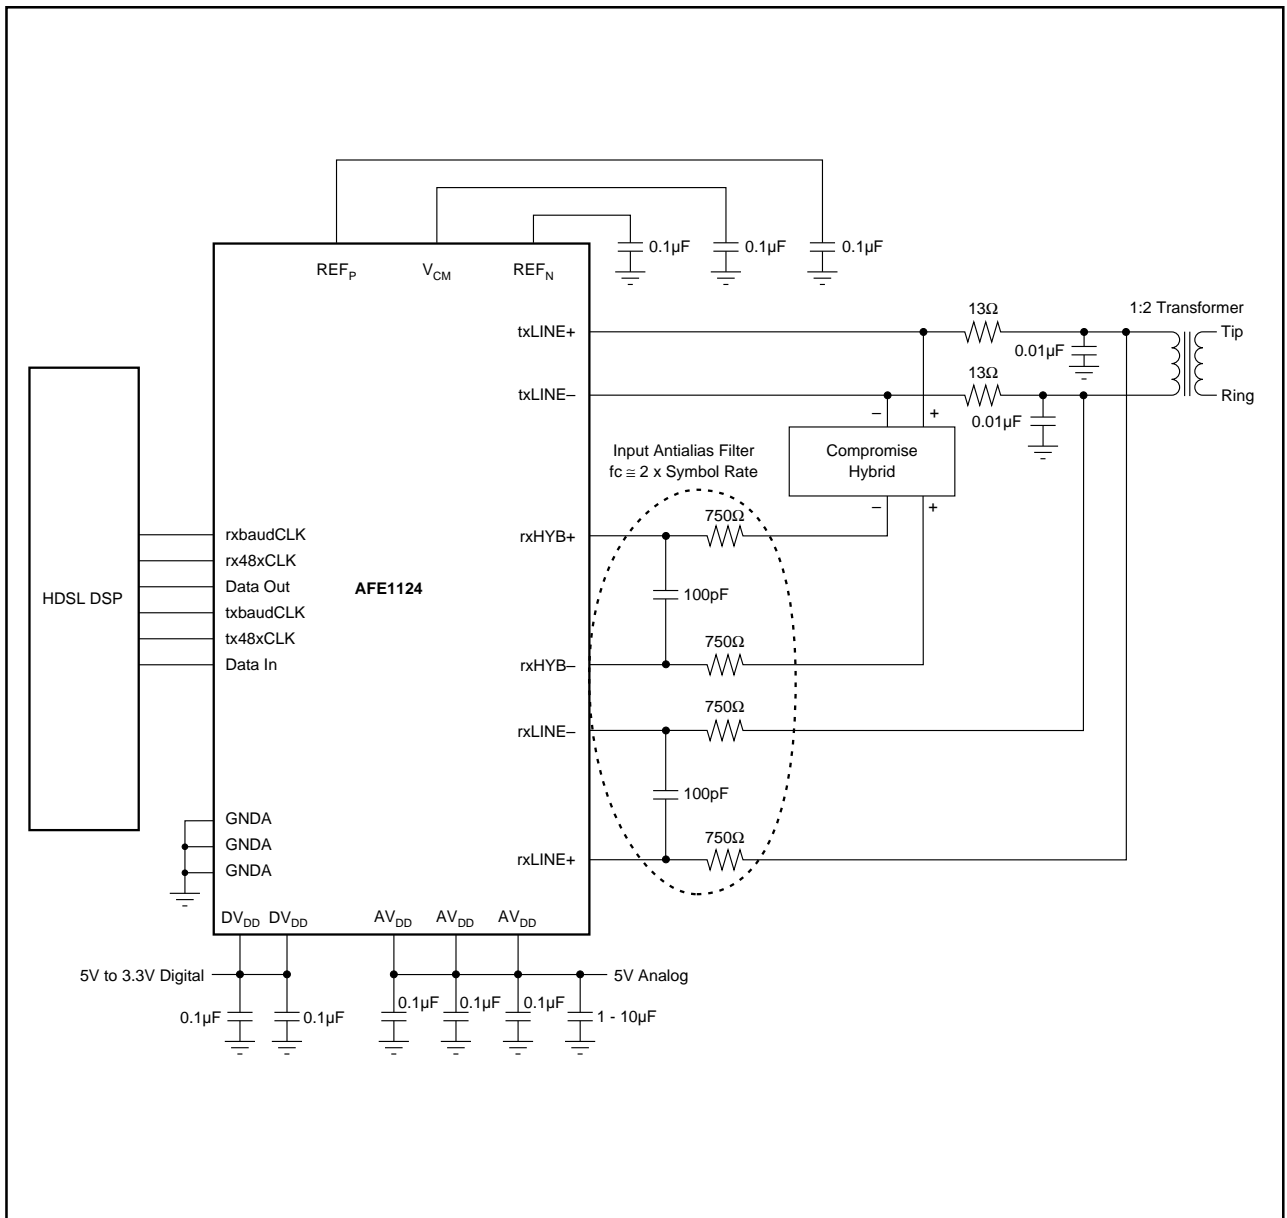 0.1µF
0.1µF
0.1µF
REFP
VCM
REFN
txLINE+
13Ω
1:2 Transformer
Tip
0.01µF
txLINE–
13Ω
Ring
0.01µF
– +
Input Antialias Filter
fc ≅ 2 x Symbol Rate
Compromise
Hybrid
– +
750Ω
rxbaudCLK
rxHYB+
rx48xCLK
HDSL DSP
Data Out
AFE1124
100pF
txbaudCLK
tx48xCLK
750Ω
Data In
rxHYB–
750Ω
rxLINE–
100pF
GNDA
750Ω
GNDA
rxLINE+
GNDA
DVDD DVDD
AVDD AVDD AVDD
5V to 3.3V Digital
5V Analog
0.1µF
0.1µF
0.1µF
0.1µF
0.1µF
1 - 10µF